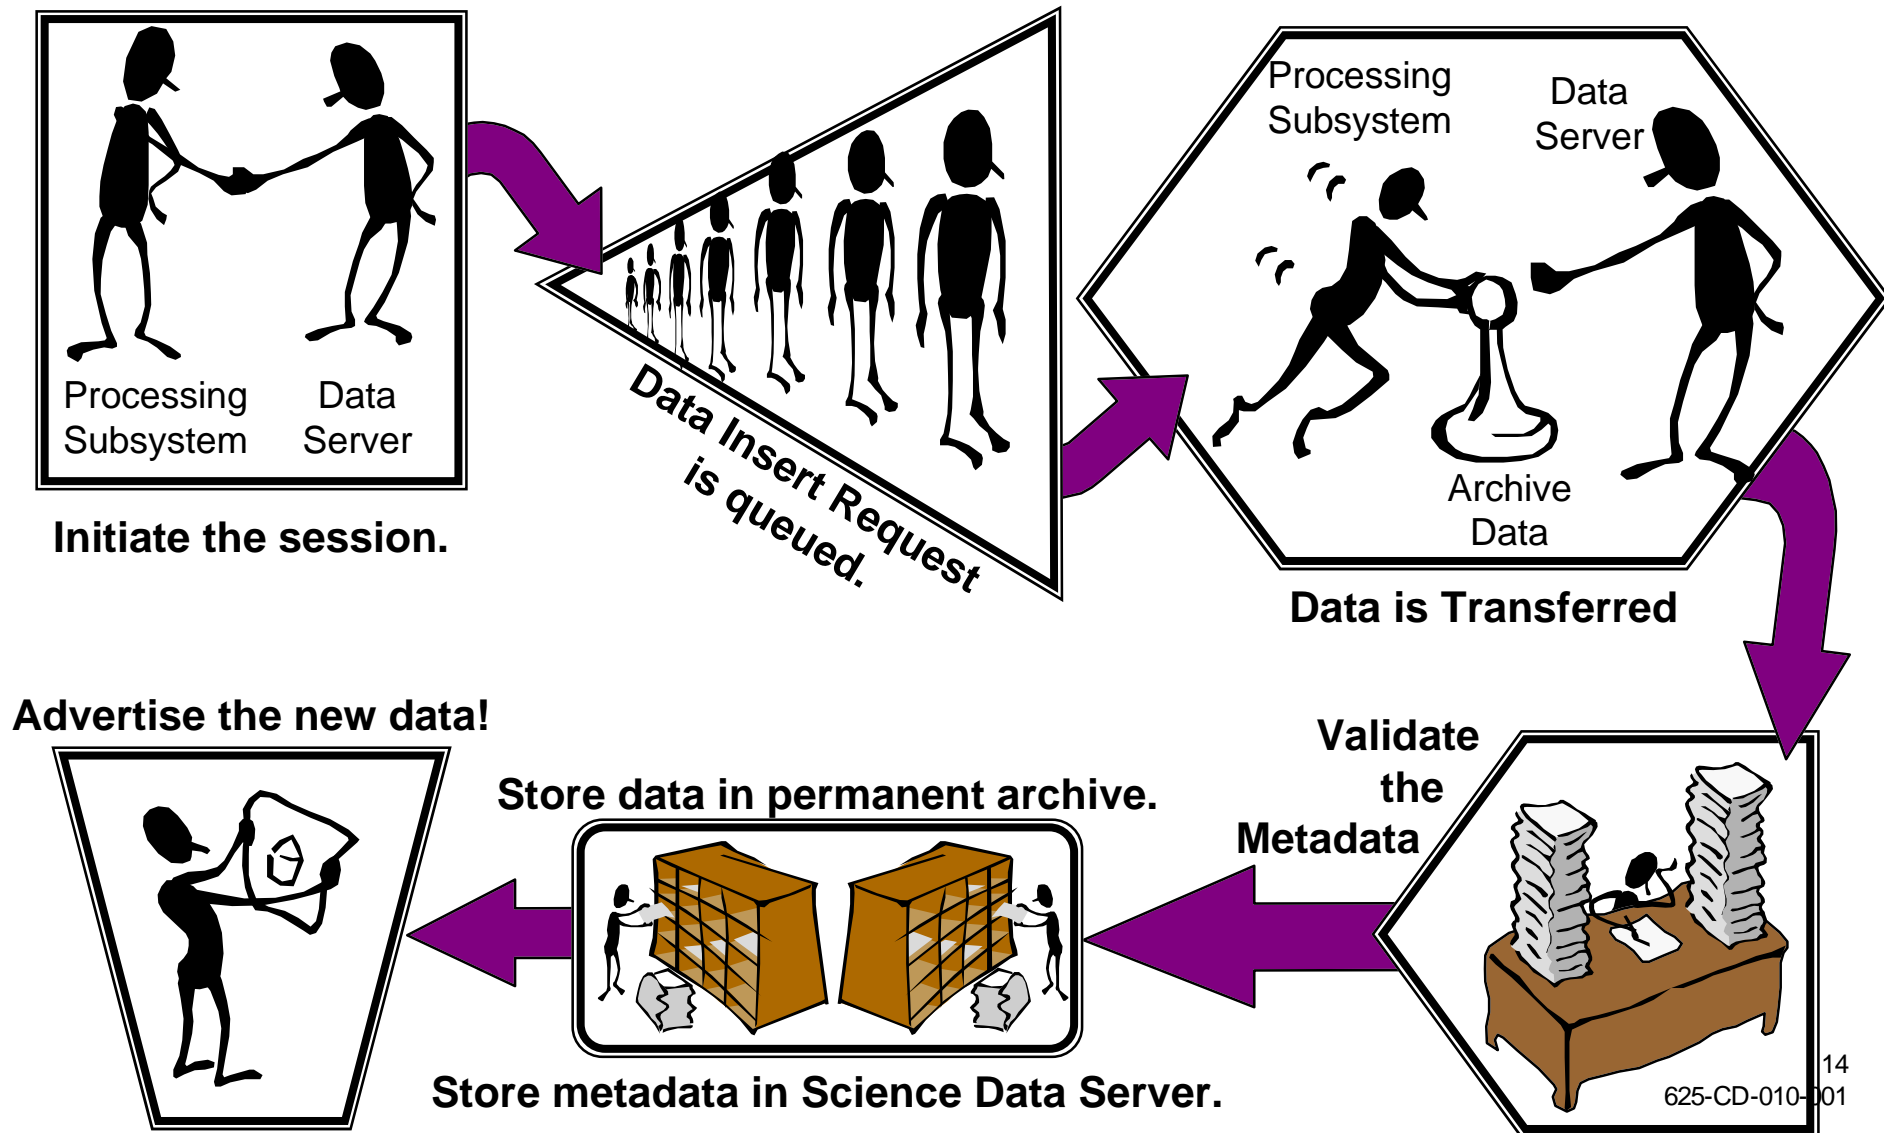 Processing
Subsystem
Data
Server
Initiate the session.
Data Insert Request
is queued.
Processing
Subsystem
Data
Server
Archive
Data
Data is Transferred
Validate
the
Metadata
Store data in permanent archive.
Store metadata in Science Data Server.
Advertise the new data!
14
625-CD-010-001